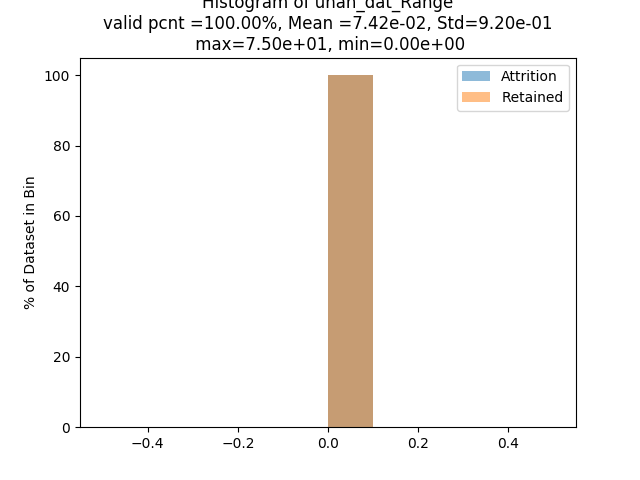 Histogram of unan_dat_Range
valid pcnt =100.00%, Mean =7.42e-02, Std=9.20e-01
max=7.50e+01, min=0.00e+00
Attrition
Retained
% of Dataset in Bin
100
80
60
40
20
0
−0.4 −0.2 0.0 0.2 0.4